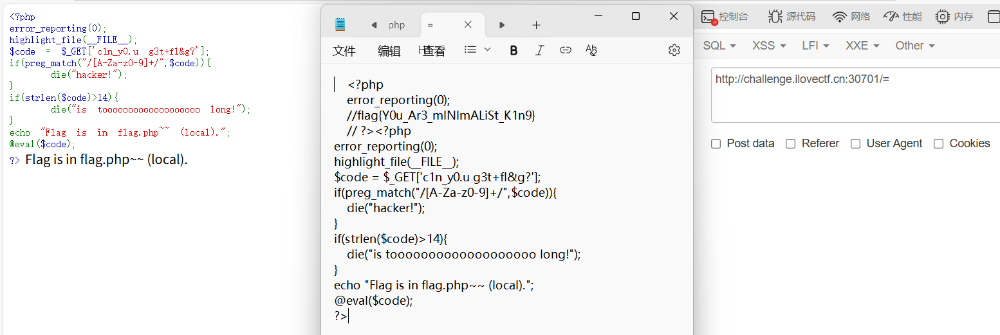 <?php
error_reporting(0);
highlight_file(__FILE__);
$code = $_GET['c1n_y0.u g3t+fl&g?'];
if(preg_match("/[A-Za-z0-9]+/",$code)){
die("hacker!");
}
if(strlen($code)>14){
die("is tooooooooooooooooooo long!");
}
echo "Flag is in flag.php~~ (local).";
@eval($code);
?> Flag is in flag.php~~ (local).
php
=
文件 编辑 查看 B I
<?php
error_reporting(0);
//flag{Y0u_Ar3_mlNImALiSt_K1n9}
// ?><?php
error_reporting(0);
highlight_file(__FILE__);
$code = $_GET['c1n_y0.u g3t+fl&g?'];
if(preg_match("/[A-Za-z0-9]+/",$code)){
die("hacker!");
}
if(strlen($code)>14){
die("is tooooooooooooooooooo long!");
}
echo "Flag is in flag.php~~ (local).";
@eval($code);
?>
控制台 源代码 网络 性能 内存
SQL XSS LFI XXE Other
http://challenge.ilovectf.cn:30701/=
Post data Referer User Agent Cookies